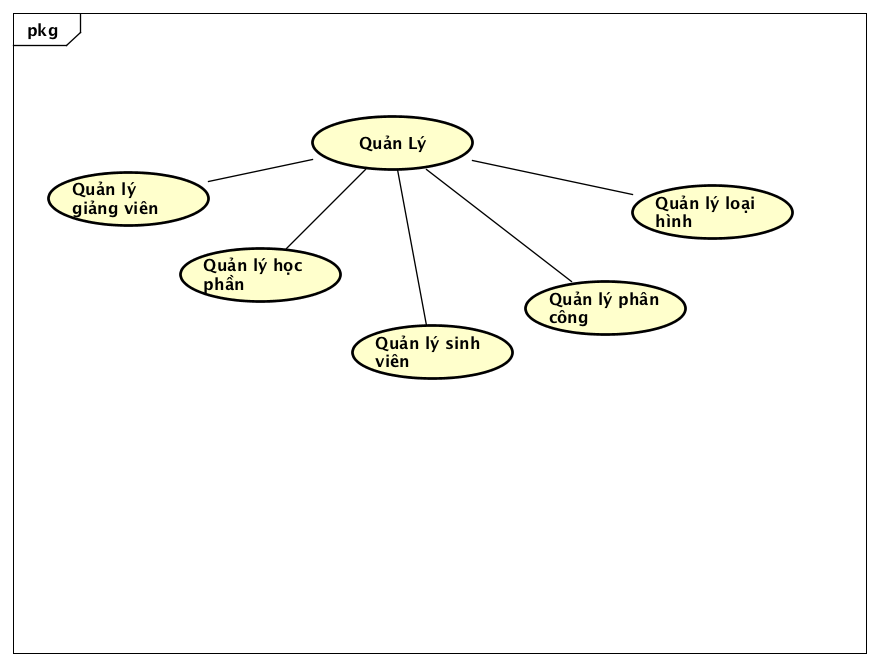 pkg
Quản Lý
Quản lý
giảng viên
Quản lý học
phần
Quản lý sinh
viên
Quản lý phân
công
Quản lý loại
hình